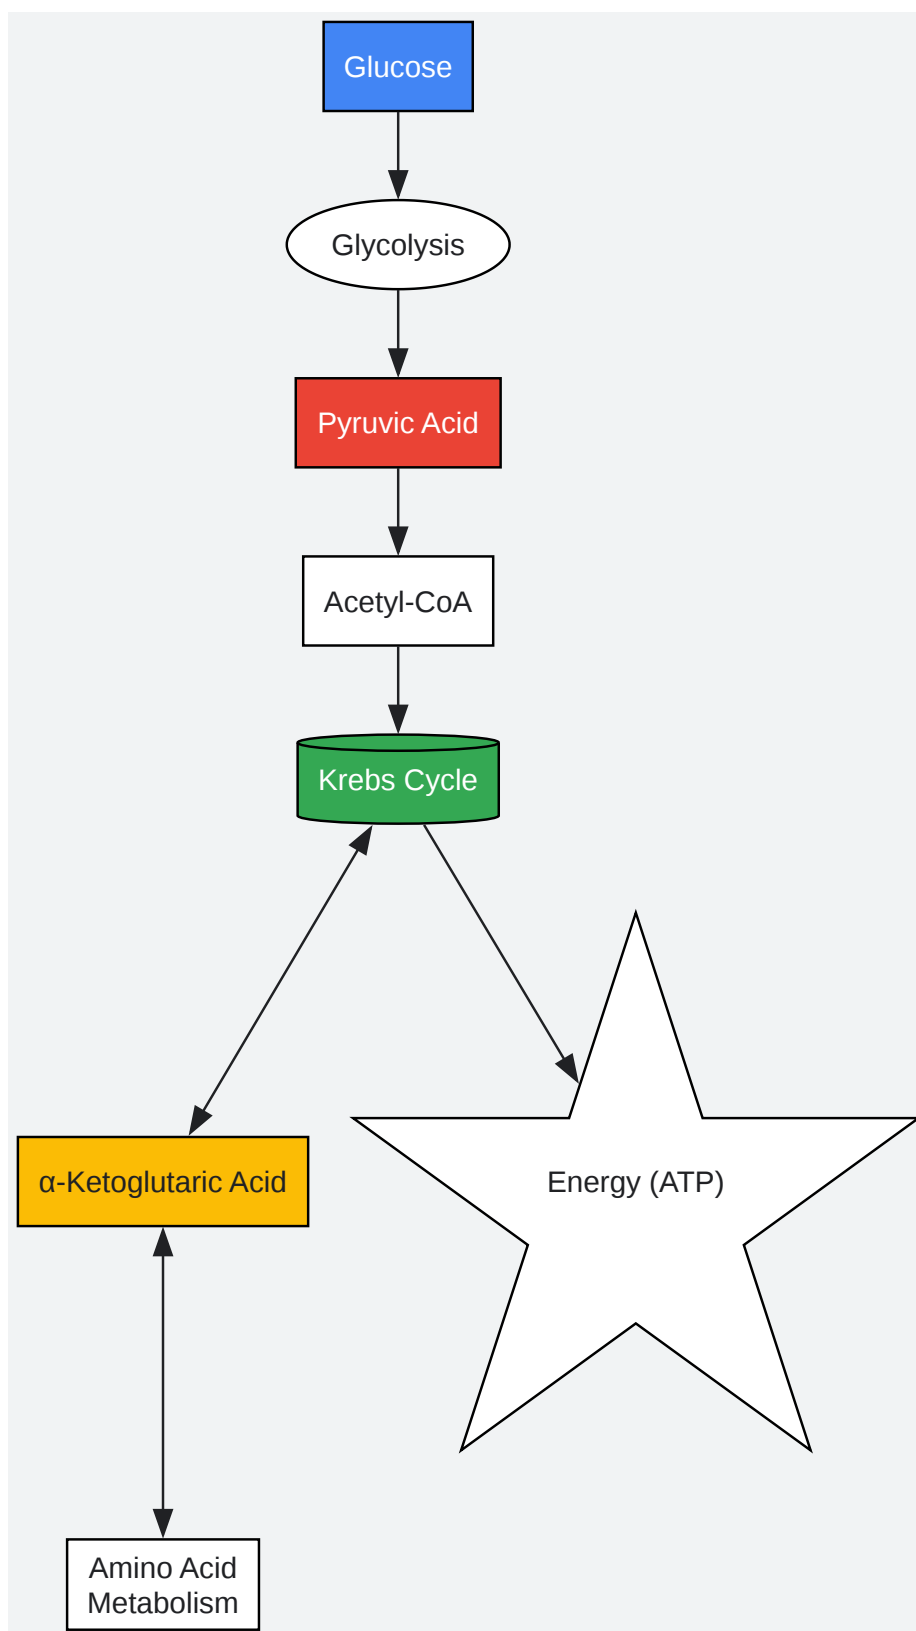 Glucose
Glycolysis
Pyruvic Acid
Acetyl-CoA
Krebs Cycle
α-Ketoglutaric Acid
Energy (ATP)
Amino Acid
Metabolism